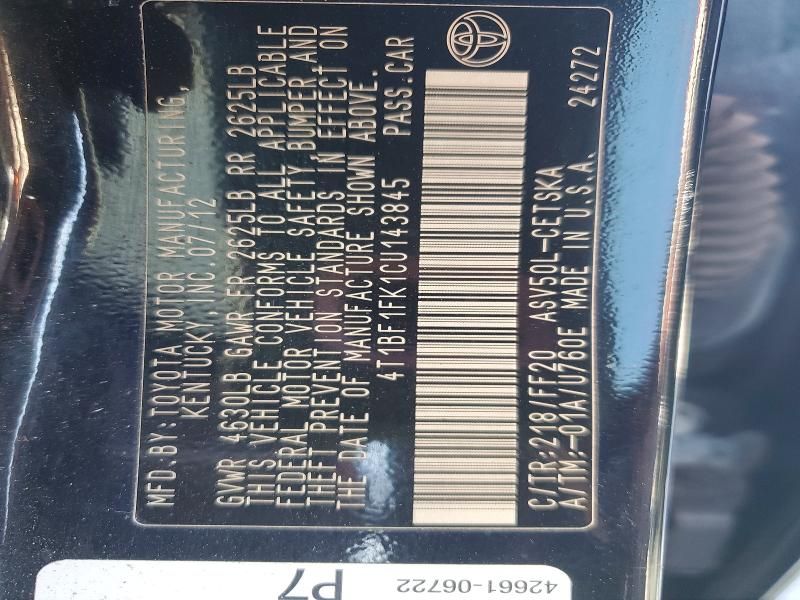 MFD.BY:TOYOTA MOTOR MANUFACTURING,
KENTUCKY, INC. 07/12
GVWR 4630LB GAWR FR 2625LB RR 2625LB
THIS VEHICLE CONFORMS TO ALL APPLICABLE
FEDERAL MOTOR VEHICLE SAFETY, BUMPER, AND
THEFT PREVENTION STANDARDS IN EFFECT ON
THE DATE OF MANUFACTURE SHOWN ABOVE.
4T1BF1FK1CU143845 PASS.CAR
C/TR:218/FF20 ASV50L-CETSKA
A/TM:-01A/U760E MADE IN U.S.A. 24272
42661-06722
P7